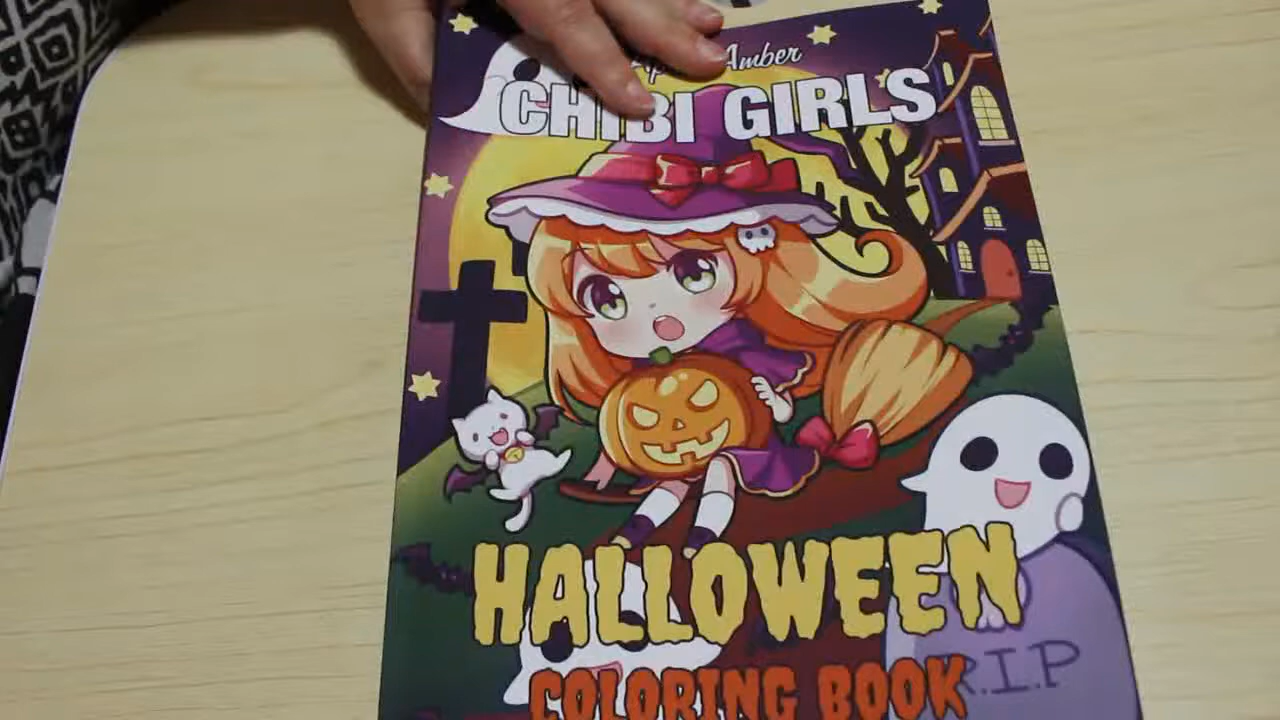 Amber
CHIBI GIRLS
HALLOWEEN
COLORING BOOK
R.I.P